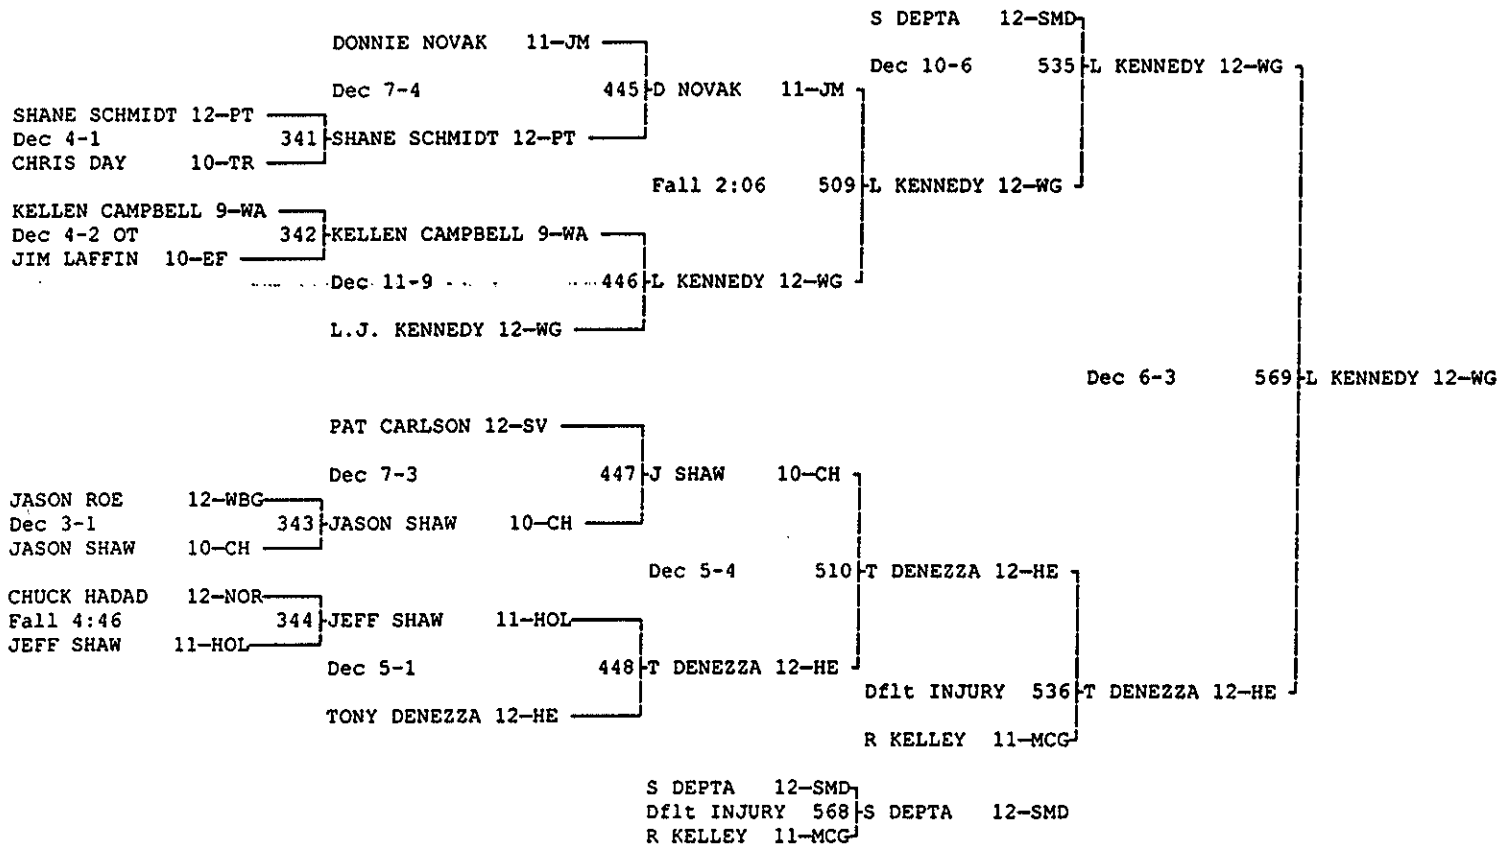 S DEPTA 12-SMD
DONNIE NOVAK 11-JM
Dec 10-6 535 L KENNEDY 12-WG
Dec 7-4 445 D NOVAK 11-JM
SHANE SCHMIDT 12-PT
Dec 4-1 341 SHANE SCHMIDT 12-PT
CHRIS DAY 10-TR
Fall 2:06 509 L KENNEDY 12-WG
KELLEN CAMPBELL 9-WA
Dec 4-2 OT 342 KELLEN CAMPBELL 9-WA
JIM LAFFIN 10-EF
Dec 11-9 446 L KENNEDY 12-WG
L.J. KENNEDY 12-WG
Dec 6-3 569 L KENNEDY 12-WG
PAT CARLSON 12-SV
Dec 7-3 447 J SHAW 10-CH
JASON ROE 12-WBG
Dec 3-1 343 JASON SHAW 10-CH
JASON SHAW 10-CH
Dec 5-4 510 T DENEZZA 12-HE
CHUCK HADAD 12-NOR
Fall 4:46 344 JEFF SHAW 11-HOL
JEFF SHAW 11-HOL
Dec 5-1 448 T DENEZZA 12-HE
Dflt INJURY 536 T DENEZZA 12-HE
TONY DENEZZA 12-HE
R KELLEY 11-MCG
S DEPTA 12-SMD
Dflt INJURY 568 S DEPTA 12-SMD
R KELLEY 11-MCG